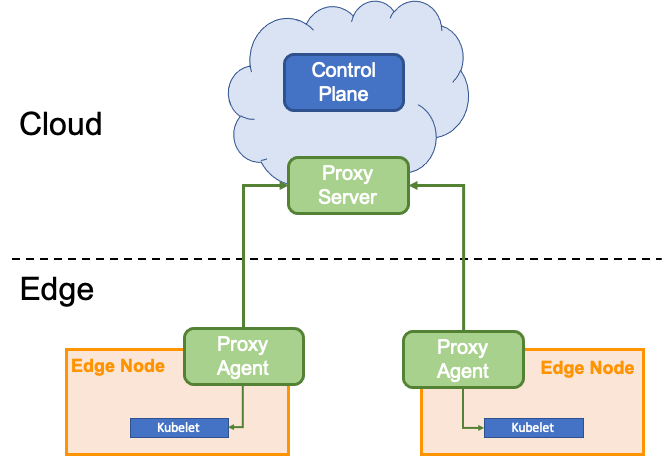 Control
Plane
Cloud
Proxy
Server
Edge
Proxy
Agent
Edge Node
Kubelet
Proxy
Agent
Edge Node
Kubelet